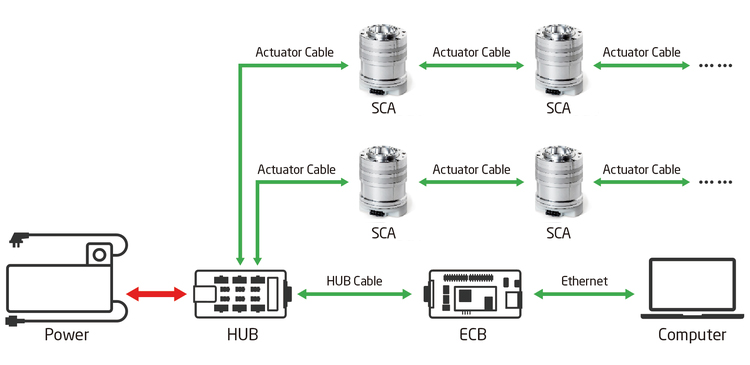 Actuator Cable Actuator Cable Actuator Cable
...... 
SCA SCA
Actuator Cable Actuator Cable Actuator Cable
......
SCA SCA
HUB Cable Ethernet
Power HUB ECB Computer